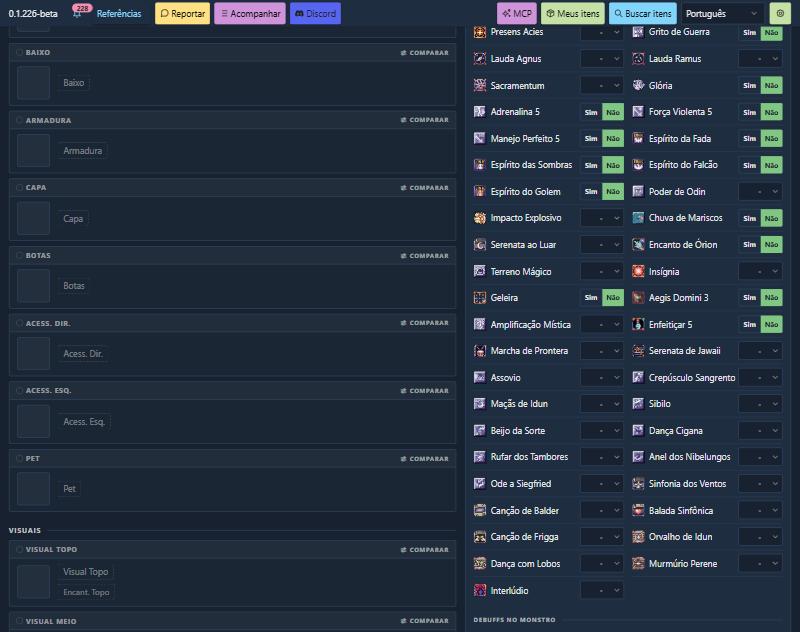 0.1.226-beta 228 Referências Reportar Acompanhar Discord MCP Meus itens Buscar itens Português
BAIXO COMPARAR
Baixo
ARMADURA COMPARAR
Armadura
CAPA COMPARAR
Capa
BOTAS COMPARAR
Botas
ACESS. DIR. COMPARAR
Acess. Dir.
ACESS. ESQ. COMPARAR
Acess. Esq.
PET COMPARAR
Pet
VISUAIS
VISUAL TOPO COMPARAR
Visual Topo
Encant. Topo
VISUAL MEIO COMPARAR
Presens Acies - Grito de Guerra Sim Não
Lauda Agnus - Lauda Ramus -
Sacramentum - Glória Sim Não
Adrenalina 5 Sim Não Força Violenta 5 Sim Não
Manejo Perfeito 5 Sim Não Espírito da Fada Sim Não
Espírito das Sombras Sim Não Espírito do Falcão Sim Não
Espírito do Golem Sim Não Poder de Odin -
Impacto Explosivo - Chuva de Mariscos Sim Não
Serenata ao Luar - Encanto de Órion Sim Não
Terreno Mágico - Insígnia -
Geleira Sim Não Aegis Domini 3 Sim Não
Amplificação Mística - Enfeitiçar 5 Sim Não
Marcha de Prontera - Serenata de Jawaii -
Assovio - Crepúsculo Sangrento -
Maçãs de Idun - Sibilo -
Beijo da Sorte - Dança Cigana -
Rufar dos Tambores - Anel dos Nibelungos -
Ode a Siegfried - Sinfonia dos Ventos -
Canção de Balder - Balada Sinfônica -
Canção de Frigga - Orvalho de Idun -
Dança com Lobos - Murmúrio Perene -
Interlúdio -
DEBUFFS NO MONSTRO